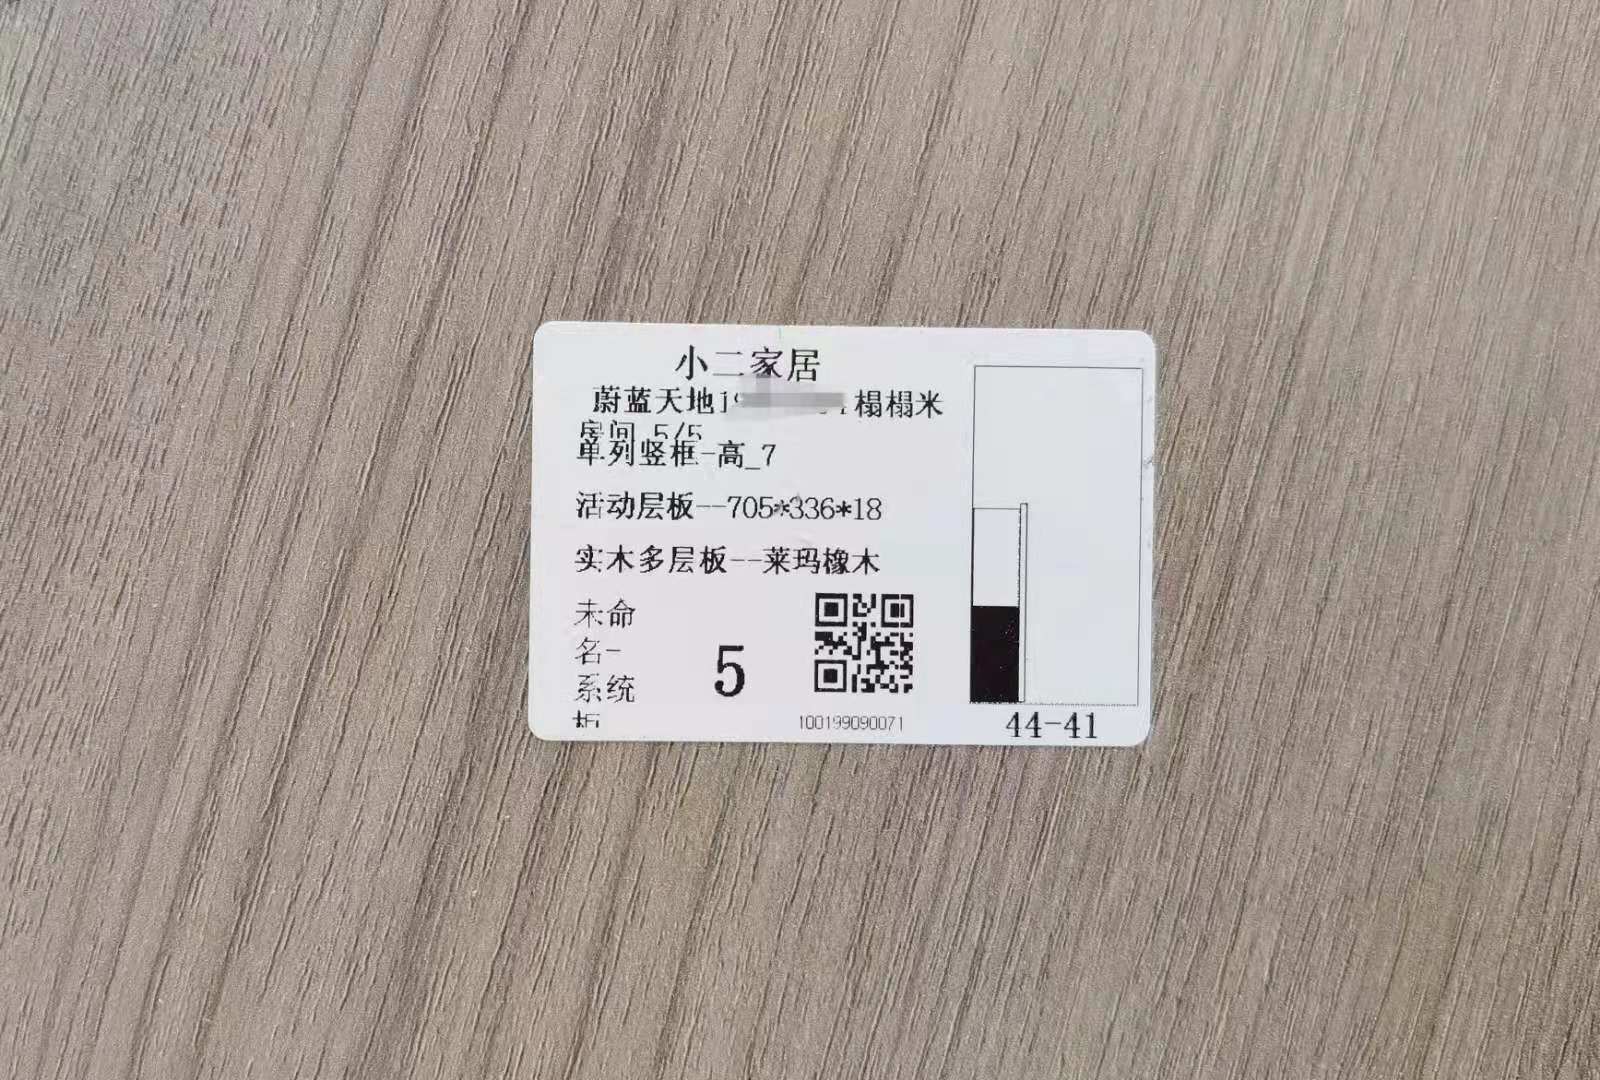 小二家居
蔚蓝天地 榻榻米
房间 5/5
单列竖框-高_7
活动层板--705*336*18
实木多层板--莱玛橡木
未命
名-
系统
5
100199090071
44-41